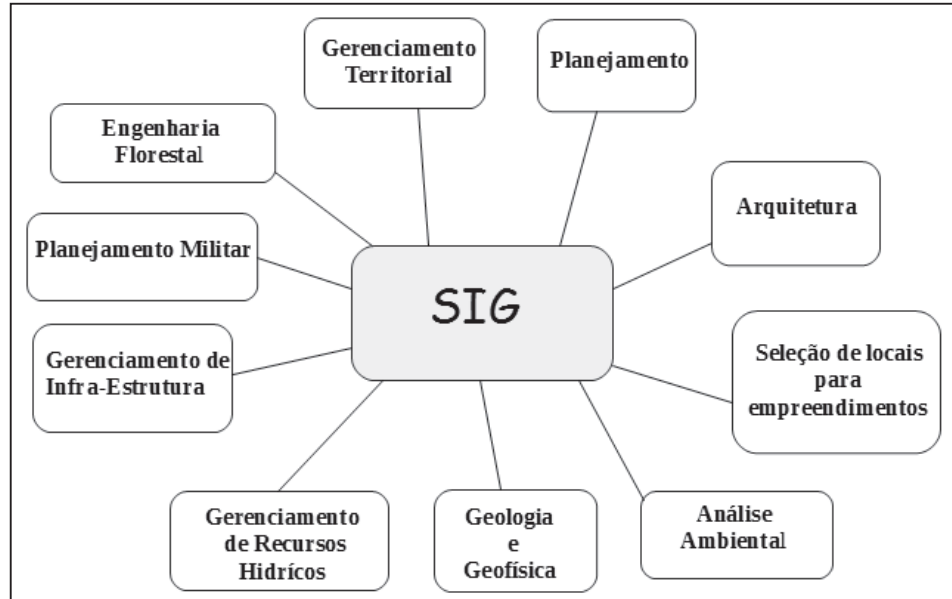 Gerenciamento
Territorial
Planejamento
Engenharia
Florestal
Arquitetura
Planejamento Militar
SIG
Gerenciamento de
Infra-Estrutura
Seleção de locais
para
empreendimentos
Gerenciamento
de Recursos
Hidrícos
Geologia
e
Geofísica
Análise
Ambiental